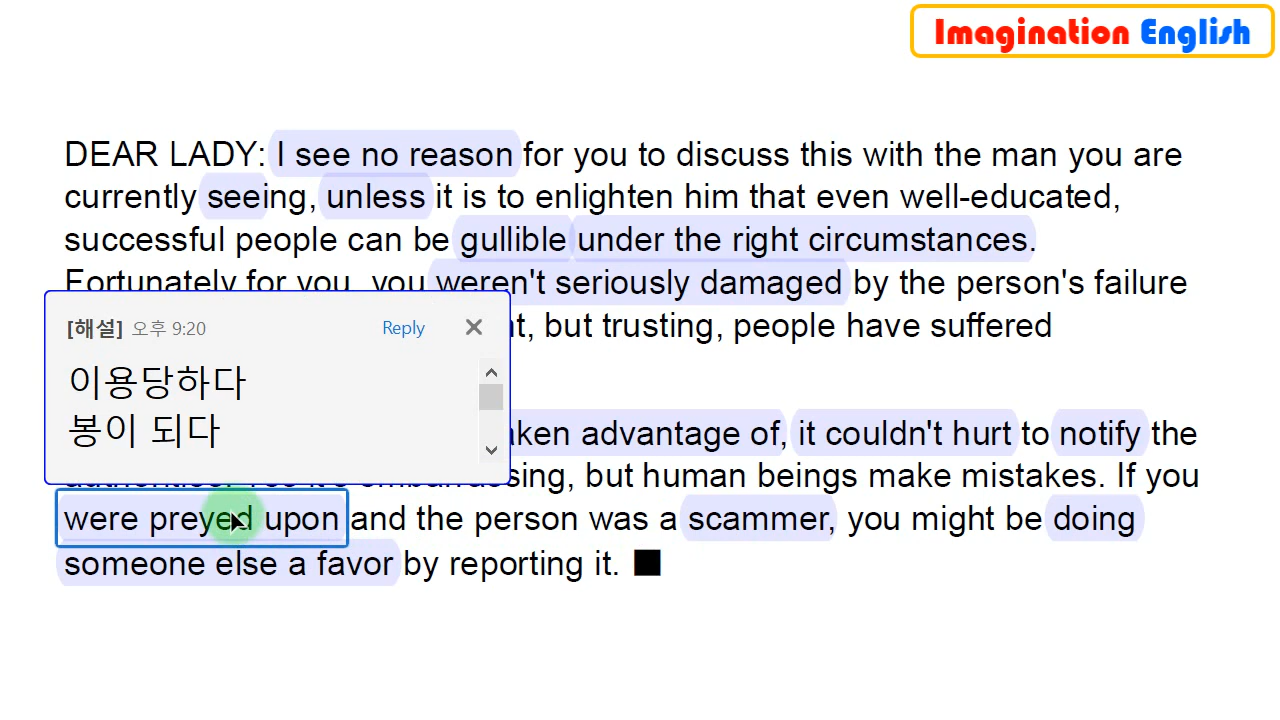 Imagination English
DEAR LADY: I see no reason for you to discuss this with the man you are
currently seeing, unless it is to enlighten him that even well-educated,
successful people can be gullible under the right circumstances.
Fortunately for you, you weren't seriously damaged by the person's failure
but trusting, people have suffered
[해설] 오후 9:20 Reply
이용당하다
봉이 되다
advantage of, it couldn't hurt to notify the
but human beings make mistakes. If you
were preyed upon and the person was a scammer, you might be doing
someone else a favor by reporting it. ■